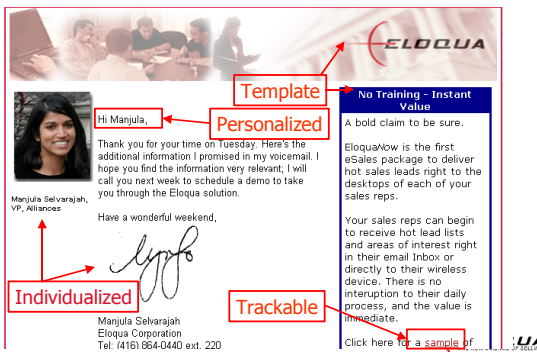 ELOQUA
Template
No Training - Instant
Value
Hi Manjula,
Personalized
Thank you for your time on Tuesday. Here's the
additional information I promised in my voicemail. I
hope you find the information very relevant; I will
call you next week to schedule a demo to take
you through the Eloqua solution.
Manjula Selvarajah,
VP, Alliances
Have a wonderful weekend,
Individualized
Manjula Selvarajah
Eloqua Corporation
Tel: (416) 864-0440 ext. 220
A bold claim to be sure.
EloquaNow is the first
eSales package to deliver
hot sales leads right to the
desktops of each of your
sales reps.
Your sales reps can begin
to receive hot lead lists
and areas of interest right
in their email Inbox or
directly to their wireless
device. There is no
interuption to their daily
process, and the value is
immediate.
Trackable
Click here for a sample of